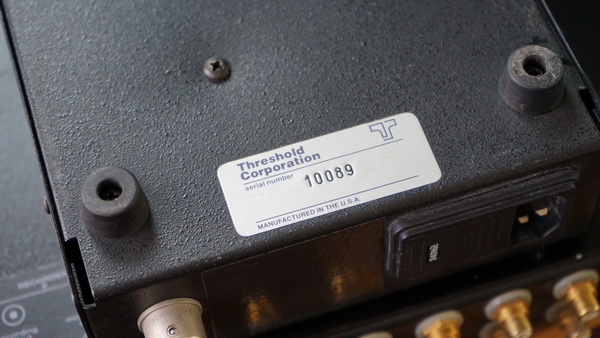 Threshold
Corporation
serial number 10089
MANUFACTURED IN THE U.S.A.